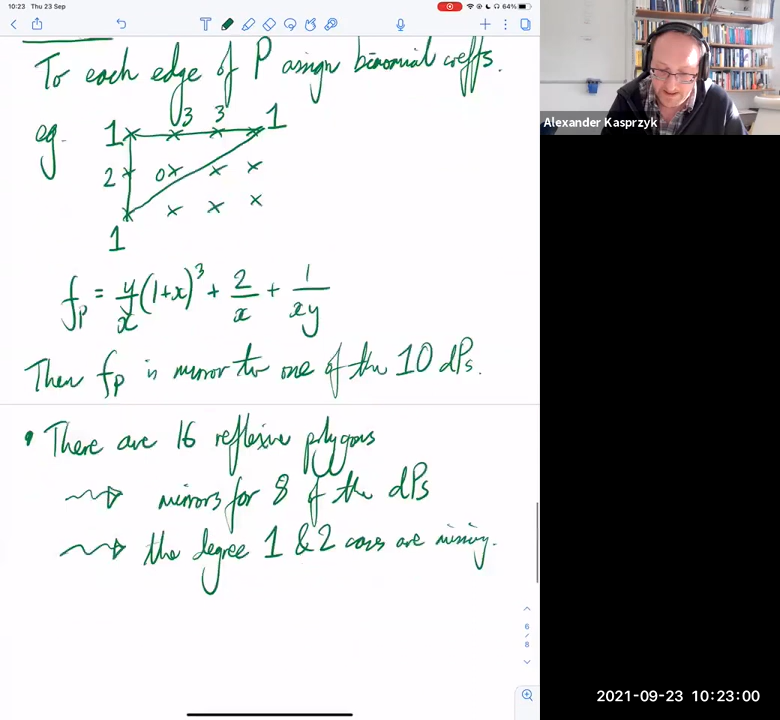 10:23 Thu 23 Sep
64%
To each edge of P assign binomial coeffs.
eg.
1 3 3 1
2 0
1
f_P = y/x (1+x)^3 + 2/x + 1/xy
Then f_P is mirror to one of the 10 dPs.
• There are 16 reflexive polygons
⇝ mirrors for 8 of the dPs
⇝ the degree 1 & 2 cases are missing.
6
/
8
Alexander Kasprzyk
2021-09-23 10:23:00